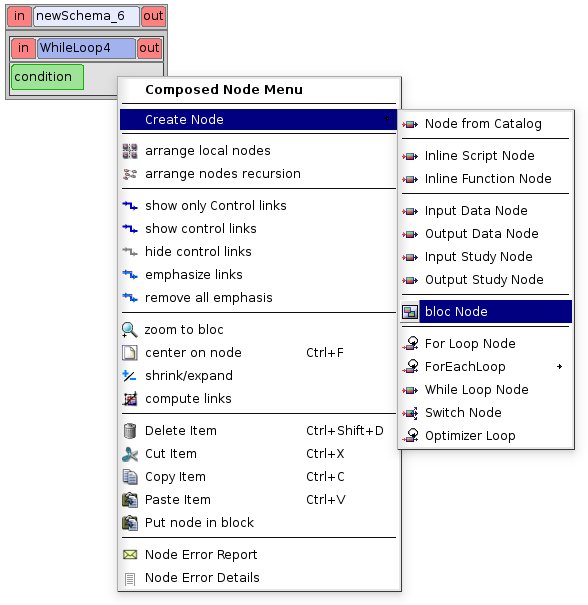 in newSchema_6 out
in WhileLoop4 out
condition
Composed Node Menu
Create Node
arrange local nodes
arrange nodes recursion
show only Control links
show control links
hide control links
emphasize links
remove all emphasis
zoom to bloc
center on node Ctrl+F
shrink/expand
compute links
Delete Item Ctrl+Shift+D
Cut Item Ctrl+X
Copy Item Ctrl+C
Paste Item Ctrl+V
Put node in block
Node Error Report
Node Error Details
Node from Catalog
Inline Script Node
Inline Function Node
Input Data Node
Output Data Node
Input Study Node
Output Study Node
bloc Node
For Loop Node
ForEachLoop
While Loop Node
Switch Node
Optimizer Loop